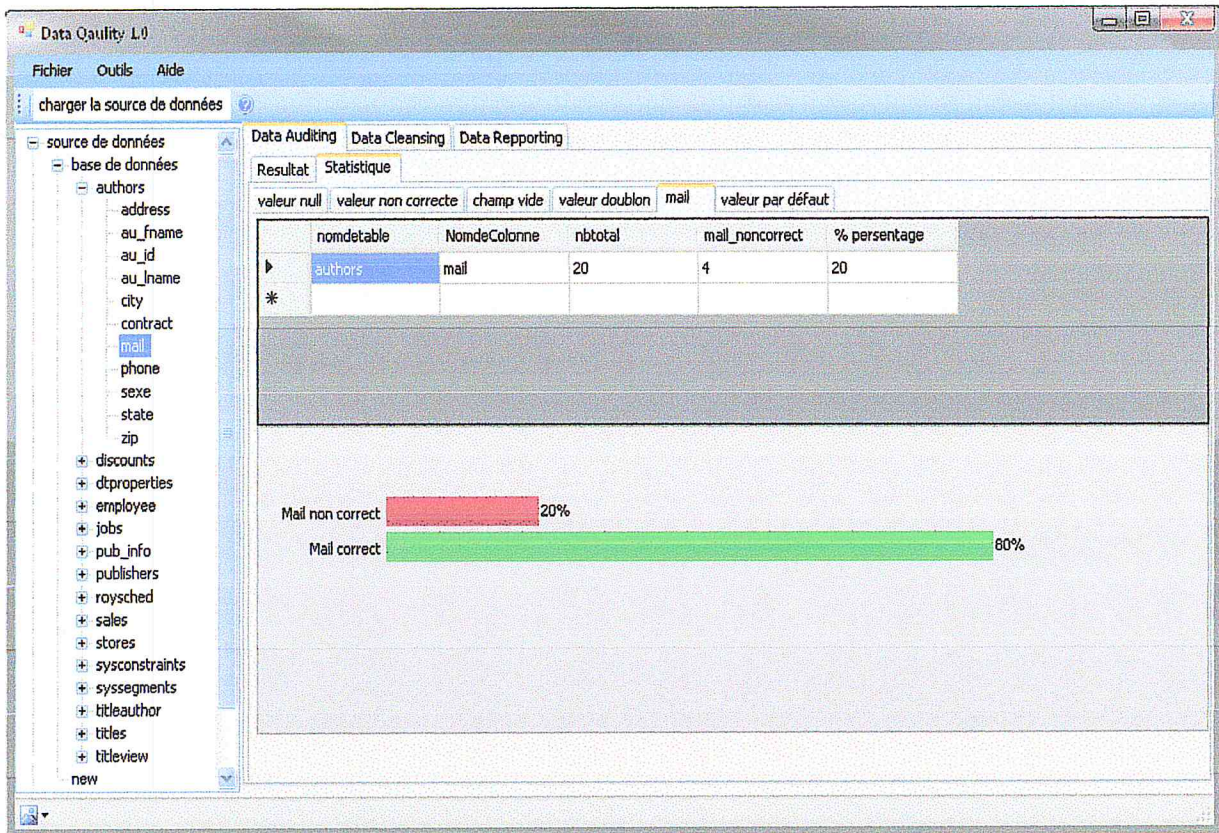 Data Qaulity 1.0
Fichier Outils Aide
charger la source de données
source de données
base de données
authors
address
au_fname
au_id
au_lname
city
contract
mail
phone
sexe
state
zip
discounts
dtproperties
employee
jobs
pub_info
publishers
roysched
sales
stores
sysconstraints
syssegments
titleauthor
titles
titleview
new
Data Auditing Data Cleansing Data Repporting
Resultat Statistique
valeur null valeur non correcte champ vide valeur doublon mail valeur par défaut
nomdetable NomdeColonne nbtotal mail_noncorrect % persentage
authors mail 20 4 20
Mail non correct 20%
Mail correct 80%